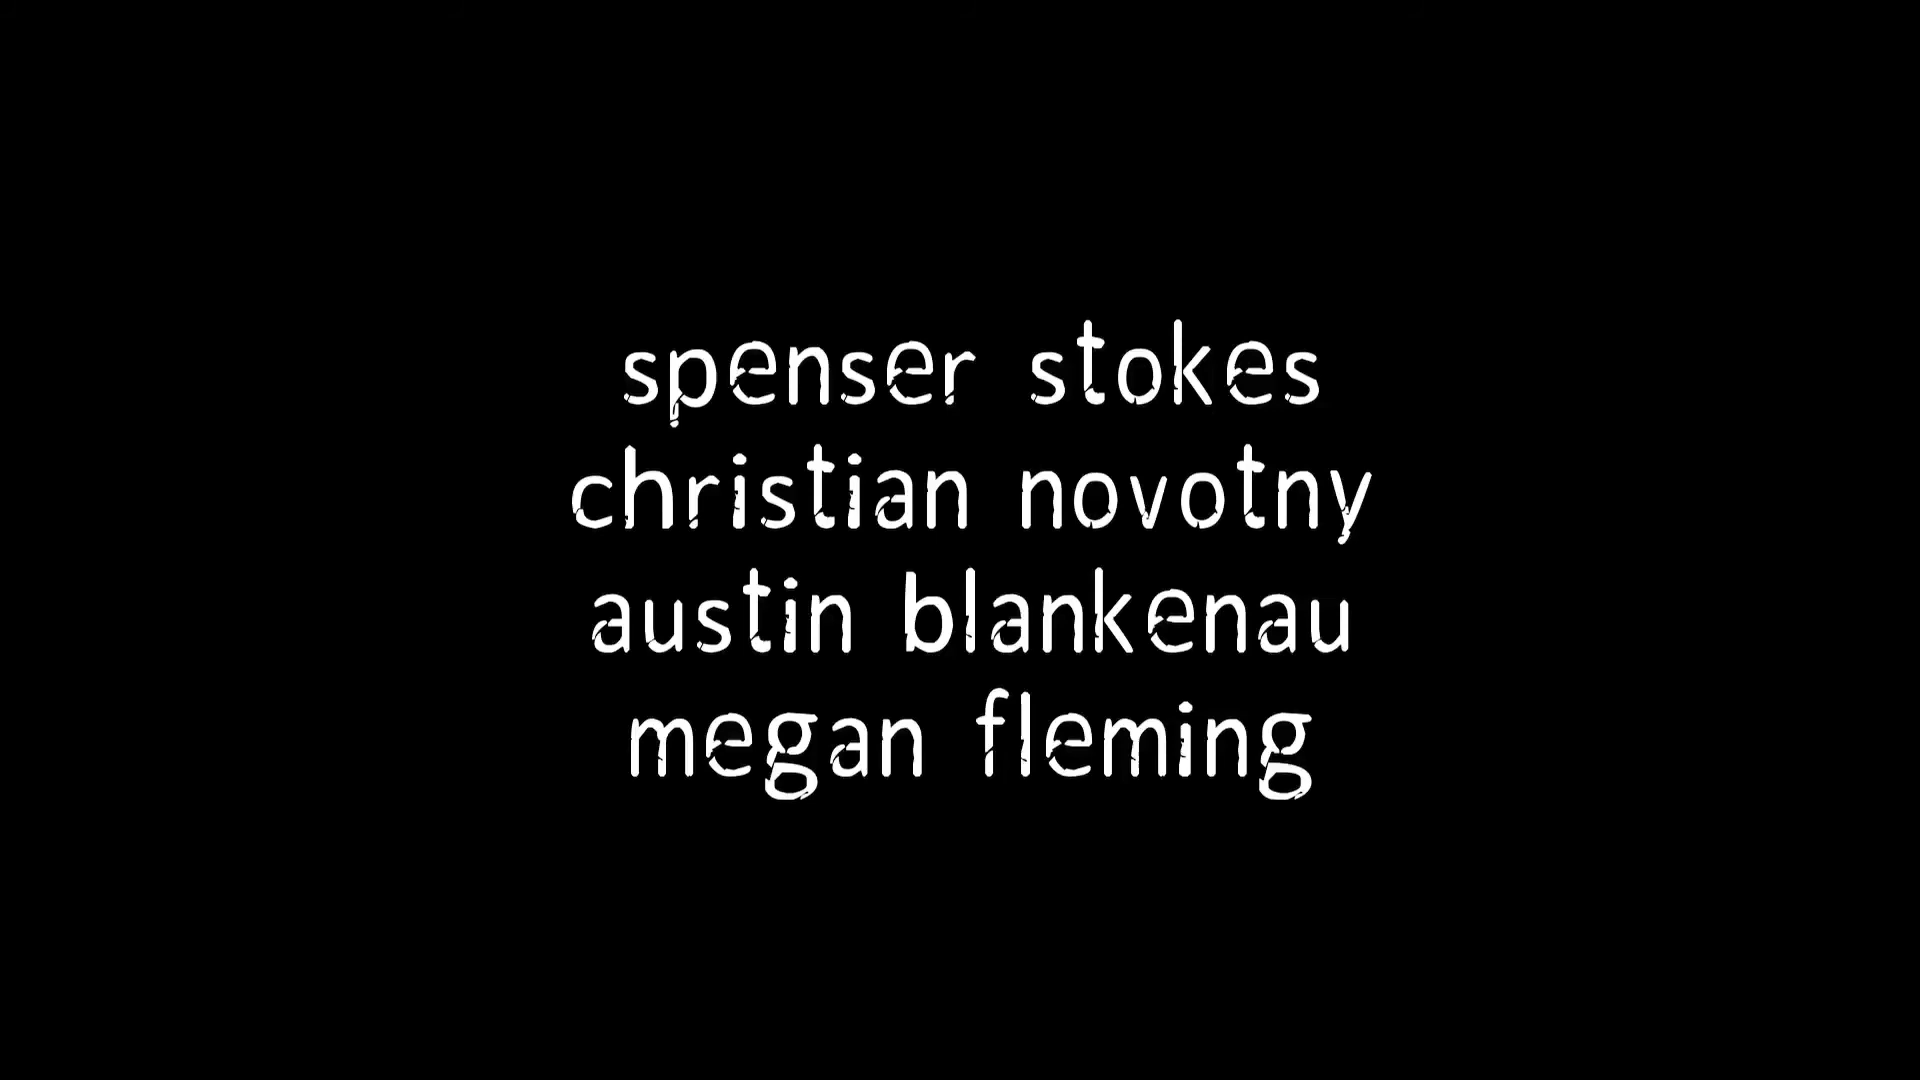 spenser stokes
christian novotny
austin blankenau
megan fleming